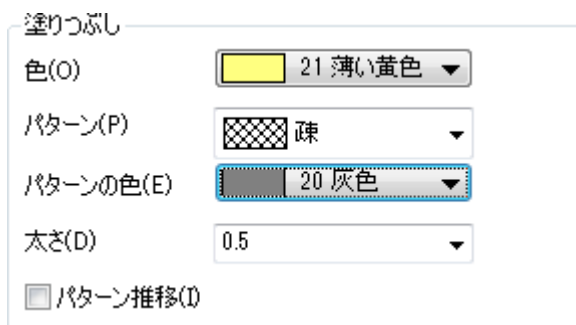 塗りつぶし
色(O) 21 薄い黄色
パターン(P) 疎
パターンの色(E) 20 灰色
太さ(D) 0.5
パターン推移(I)